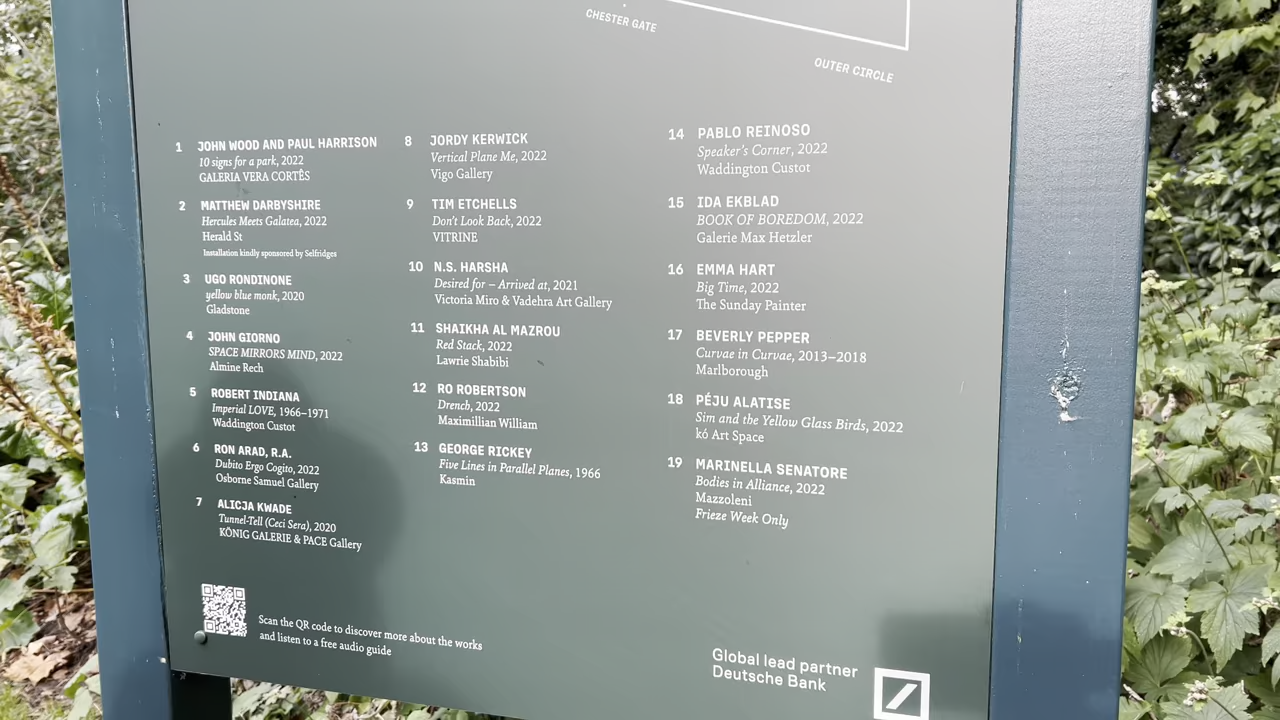 CHESTER GATE
OUTER CIRCLE
1 JOHN WOOD AND PAUL HARRISON
10 signs for a park, 2022
GALERIA VERA CORTÊS
2 MATTHEW DARBYSHIRE
Hercules Meets Galatea, 2022
Herald St
Installation kindly sponsored by Selfridges
3 UGO RONDINONE
yellow blue monk, 2020
Gladstone
4 JOHN GIORNO
SPACE MIRRORS MIND, 2022
Almine Rech
5 ROBERT INDIANA
Imperial LOVE, 1966–1971
Waddington Custot
6 RON ARAD, R.A.
Dubito Ergo Cogito, 2022
Osborne Samuel Gallery
7 ALICJA KWADE
Tunnel-Tell (Ceci Sera), 2020
KÖNIG GALERIE & PACE Gallery
8 JORDY KERWICK
Vertical Plane Me, 2022
Vigo Gallery
9 TIM ETCHELLS
Don't Look Back, 2022
VITRINE
10 N.S. HARSHA
Desired for – Arrived at, 2021
Victoria Miro & Vadehra Art Gallery
11 SHAIKHA AL MAZROU
Red Stack, 2022
Lawrie Shabibi
12 RO ROBERTSON
Drench, 2022
Maximillian William
13 GEORGE RICKEY
Five Lines in Parallel Planes, 1966
Kasmin
14 PABLO REINOSO
Speaker's Corner, 2022
Waddington Custot
15 IDA EKBLAD
BOOK OF BOREDOM, 2022
Galerie Max Hetzler
16 EMMA HART
Big Time, 2022
The Sunday Painter
17 BEVERLY PEPPER
Curvae in Curvae, 2013–2018
Marlborough
18 PÉJU ALATISE
Sim and the Yellow Glass Birds, 2022
kó Art Space
19 MARINELLA SENATORE
Bodies in Alliance, 2022
Mazzoleni
Frieze Week Only
Scan the QR code to discover more about the works
and listen to a free audio guide
Global lead partner
Deutsche Bank